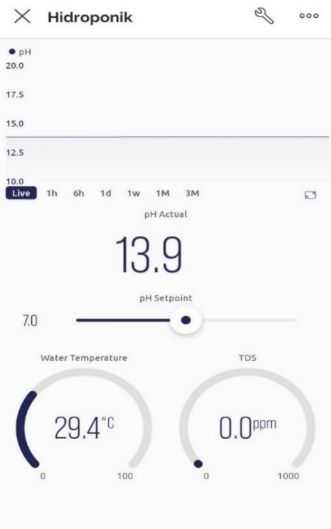 Hidroponik
pH
20.0
17.5
15.0
12.5
10.0
Live 1h 6h 1d 1w 1M 3M
pH Actual
13.9
pH Setpoint
7.0
Water Temperature TDS
29.4°C 0.0ppm
0 100 0 1000